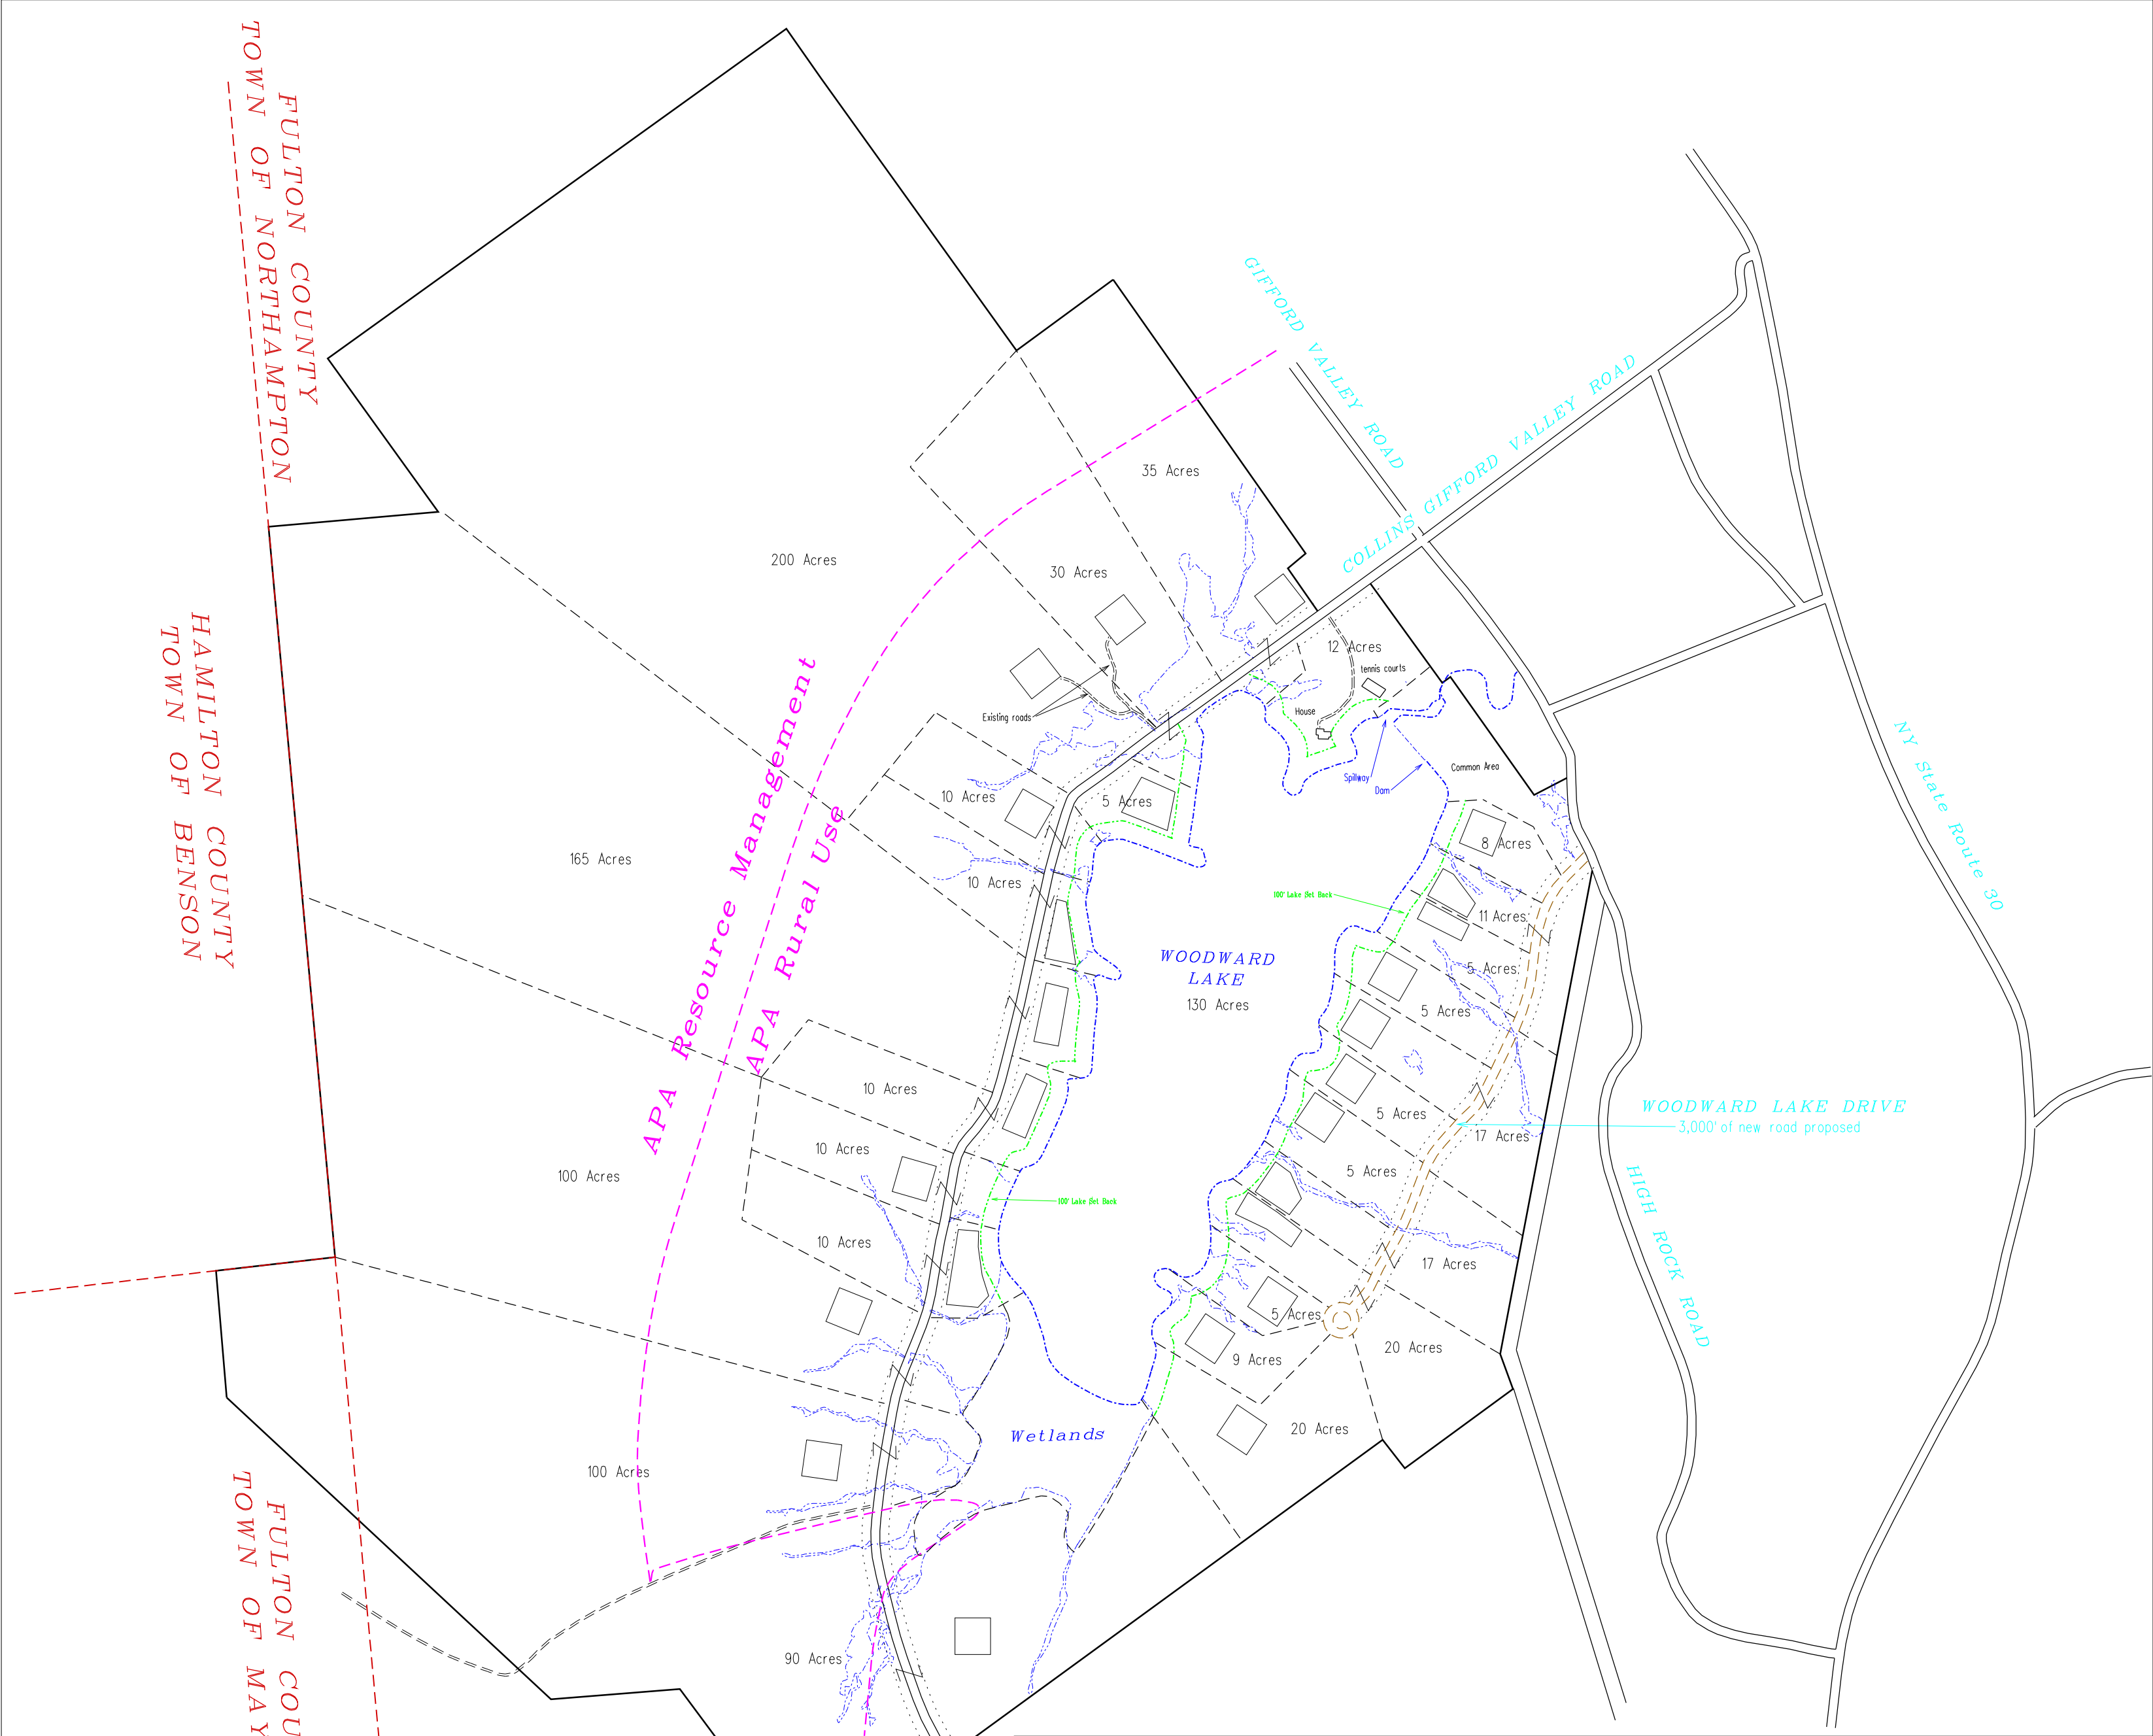 TOWN OF NORTHAMPTON
FULTON COUNTY
GIFFORD VALLEY ROAD
COLLINS GIFFORD VALLEY ROAD
35 Acres
200 Acres
30 Acres
HAMILTON COUNTY
TOWN OF BENSON
12 Acres
tennis courts
House
Existing roads
Spillway
Dam
Common Area
NY State Route 30
APA Resource Management
APA Rural Use
10 Acres
5 Acres
8 Acres
165 Acres
10 Acres
100' Lake Set Back
11 Acres
WOODWARD
LAKE
130 Acres
5 Acres
5 Acres
10 Acres
5 Acres
17 Acres
WOODWARD LAKE DRIVE
3,000' of new road proposed
10 Acres
100 Acres
5 Acres
100' Lake Set Back
HIGH ROCK ROAD
10 Acres
17 Acres
5 Acres
20 Acres
9 Acres
20 Acres
Wetlands
100 Acres
TOWN OF MAY
FULTON COU
90 Acres